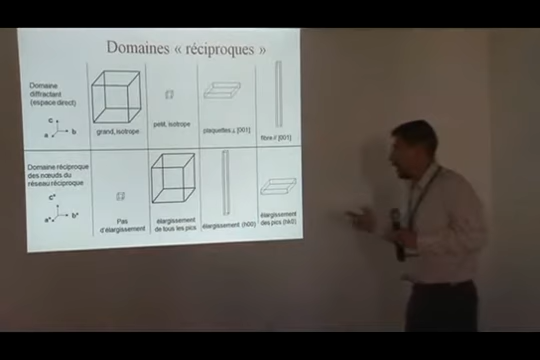 Domaines « réciproques »
Domaine
diffractant
(espace direct)
c
a
b
grand, isotrope
petit, isotrope
plaquettes ⊥ [001]
fibre // [001]
Domaine réciproque
des nœuds du
réseau réciproque
c*
a*
b*
Pas
d'élargissement
élargissement
de tous les pics
élargissement (h00)
élargissement
des pics (hk0)